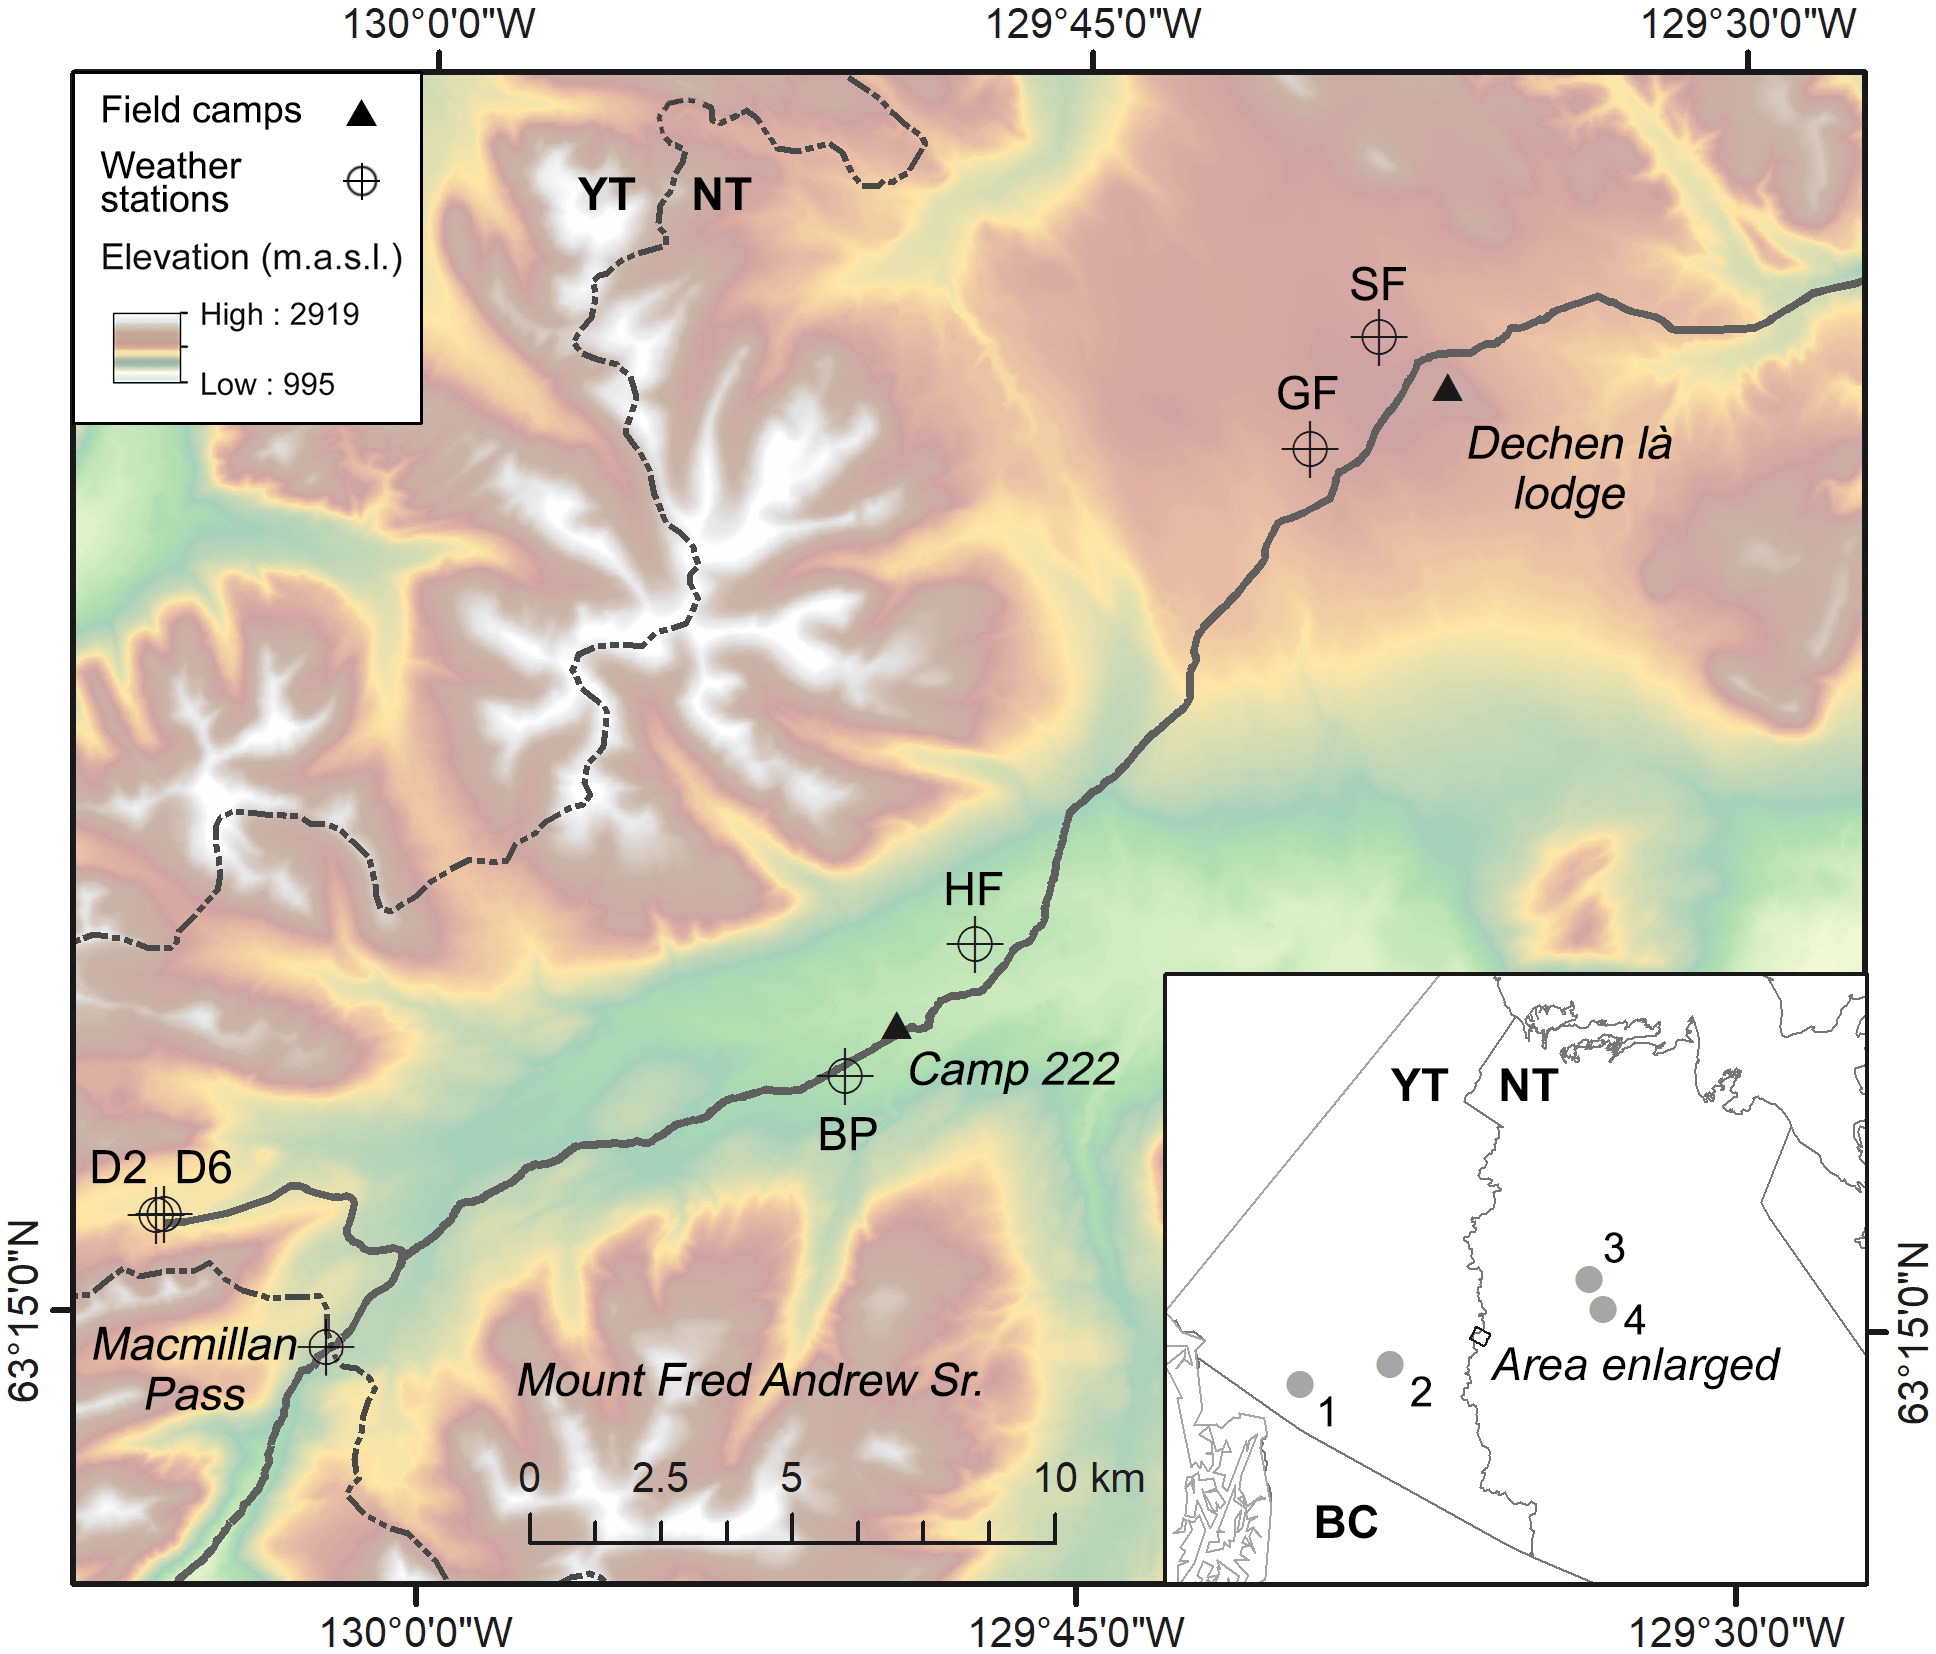 130°0'0"W 129°45'0"W 129°30'0"W
Field camps
Weather
stations
Elevation (m.a.s.l.)
High : 2919
Low : 995
YT NT
SF
GF
Dechen là
lodge
HF
Camp 222
BP
D2 D6
63°15'0"N
Macmillan
Pass
Mount Fred Andrew Sr.
0 2.5 5 10 km
YT NT
3
4
Area enlarged
2
1
BC
63°15'0"N
130°0'0"W 129°45'0"W 129°30'0"W